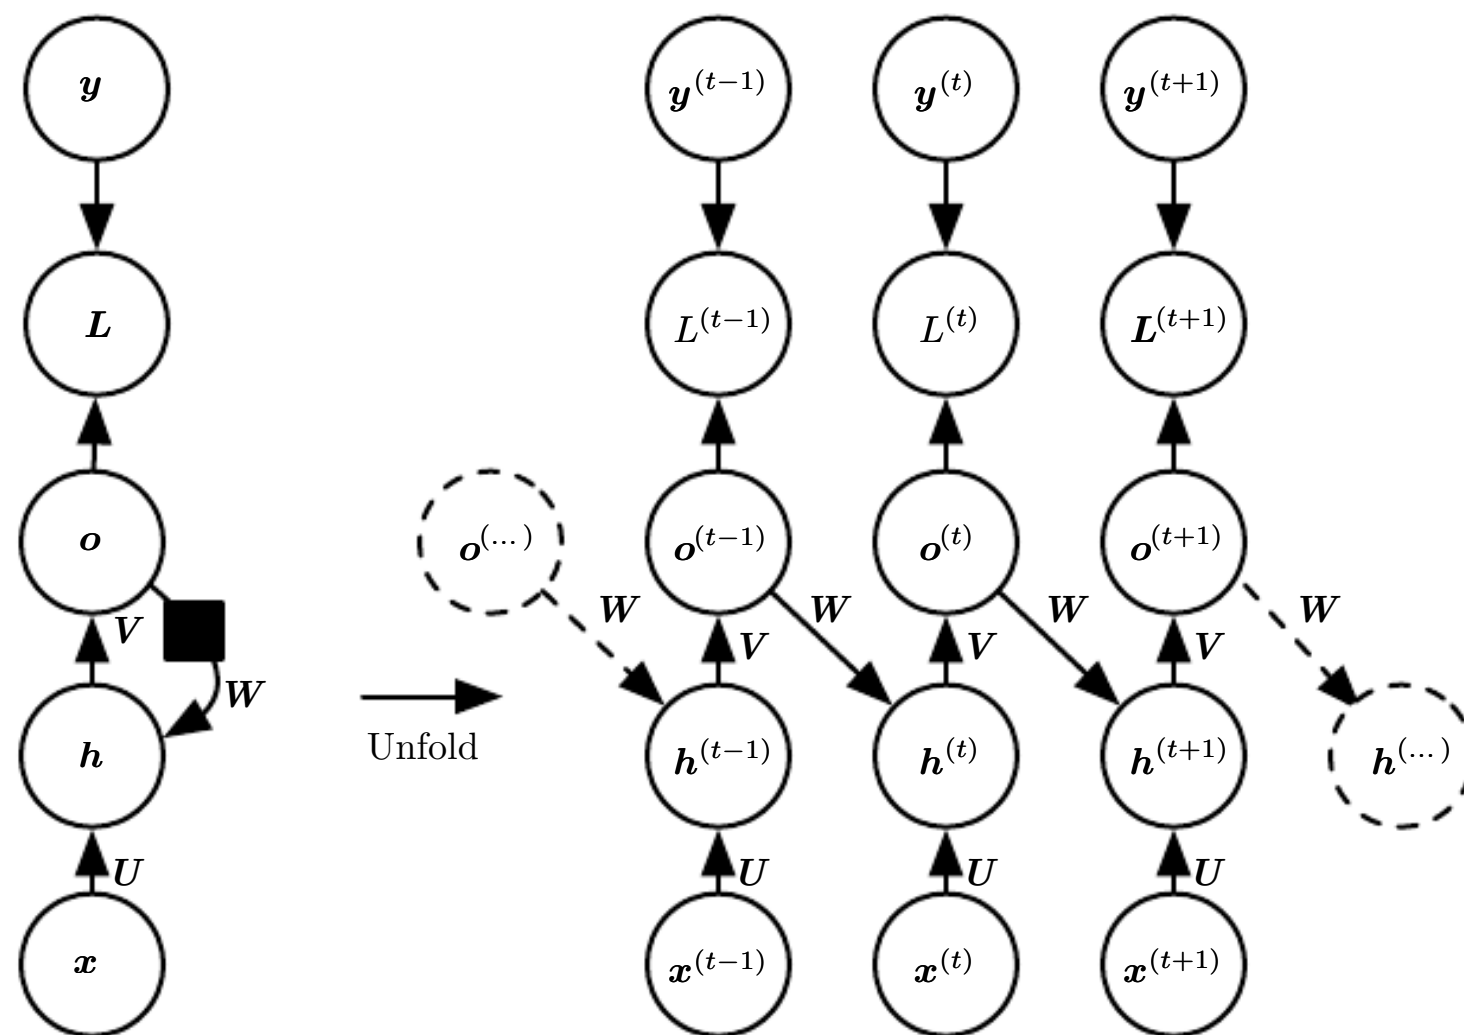 y y^(t−1) y^(t) y^(t+1)
L L^(t−1) L^(t) L^(t+1)
o o^(...) o^(t−1) o^(t) o^(t+1)
W W W W
V V V V
W
Unfold
h h^(t−1) h^(t) h^(t+1) h^(...)
U U U U
x x^(t−1) x^(t) x^(t+1)